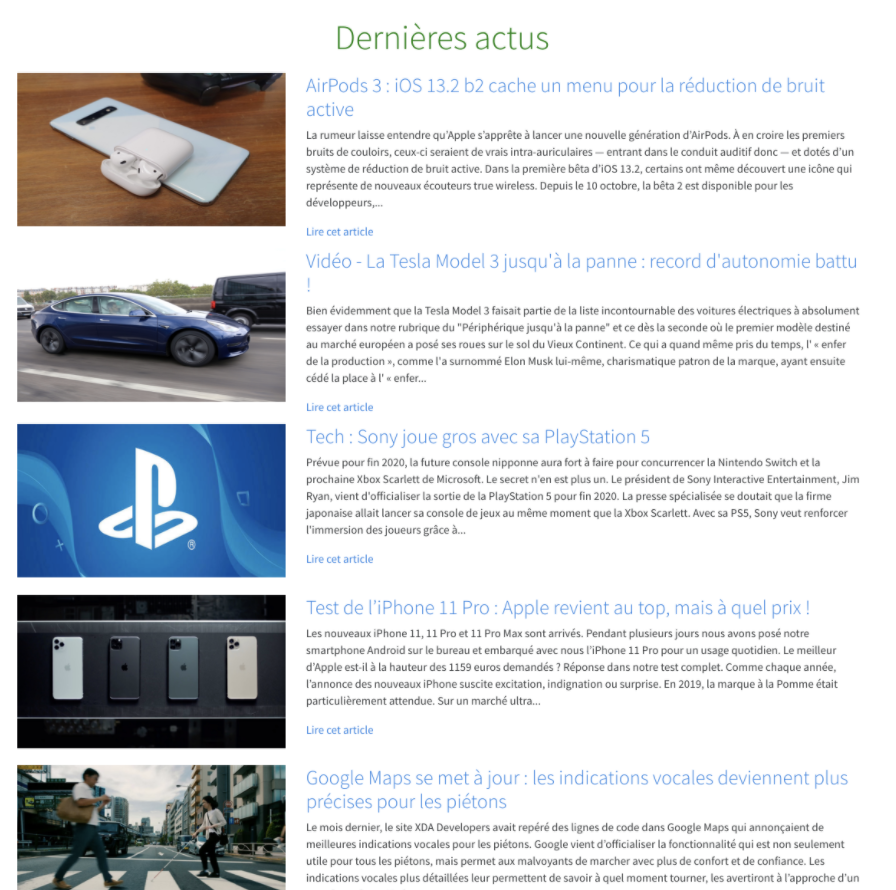 Dernières actus
AirPods 3 : iOS 13.2 b2 cache un menu pour la réduction de bruit
active
La rumeur laisse entendre qu'Apple s'apprête à lancer une nouvelle génération d'AirPods. À en croire les premiers
bruits de couloirs, ceux-ci seraient de vrais intra-auriculaires — entrant dans le conduit auditif donc — et dotés d'un
système de réduction de bruit active. Dans la première bêta d'iOS 13.2, certains ont même découvert une icône qui
représente de nouveaux écouteurs true wireless. Depuis le 10 octobre, la bêta 2 est disponible pour les
développeurs,...
Lire cet article
Vidéo - La Tesla Model 3 jusqu'à la panne : record d'autonomie battu
!
Bien évidemment que la Tesla Model 3 faisait partie de la liste incontournable des voitures électriques à absolument
essayer dans notre rubrique du "Périphérique jusqu'à la panne" et ce dès la seconde où le premier modèle destiné
au marché européen a posé ses roues sur le sol du Vieux Continent. Ce qui a quand même pris du temps, l' « enfer
de la production », comme l'a surnommé Elon Musk lui-même, charismatique patron de la marque, ayant ensuite
cédé la place à l' « enfer...
Lire cet article
Tech : Sony joue gros avec sa PlayStation 5
Prévue pour fin 2020, la future console nipponne aura fort à faire pour concurrencer la Nintendo Switch et la
prochaine Xbox Scarlett de Microsoft. Le secret n'en est plus un. Le président de Sony Interactive Entertainment, Jim
Ryan, vient d'officialiser la sortie de la PlayStation 5 pour fin 2020. La presse spécialisée se doutait que la firme
japonaise allait lancer sa console de jeux au même moment que la Xbox Scarlett. Avec sa PS5, Sony veut renforcer
l'immersion des joueurs grâce à...
Lire cet article
Test de l'iPhone 11 Pro : Apple revient au top, mais à quel prix !
Les nouveaux iPhone 11, 11 Pro et 11 Pro Max sont arrivés. Pendant plusieurs jours nous avons posé notre
smartphone Android sur le bureau et embarqué avec nous l'iPhone 11 Pro pour un usage quotidien. Le meilleur
d'Apple est-il à la hauteur des 1159 euros demandés ? Réponse dans notre test complet. Comme chaque année,
l'annonce des nouveaux iPhone suscite excitation, indignation ou surprise. En 2019, la marque à la Pomme était
particulièrement attendue. Sur un marché ultra...
Lire cet article
Google Maps se met à jour : les indications vocales deviennent plus
précises pour les piétons
Le mois dernier, le site XDA Developers avait repéré des lignes de code dans Google Maps qui annonçaient de
meilleures indications vocales pour les piétons. Google vient d'officialiser la fonctionnalité qui est non seulement
utile pour tous les piétons, mais permet aux malvoyants de marcher avec plus de confort et de confiance. Les
indications vocales plus détaillées leur permettent de savoir à quel moment tourner, les avertiront à l'approche d'un